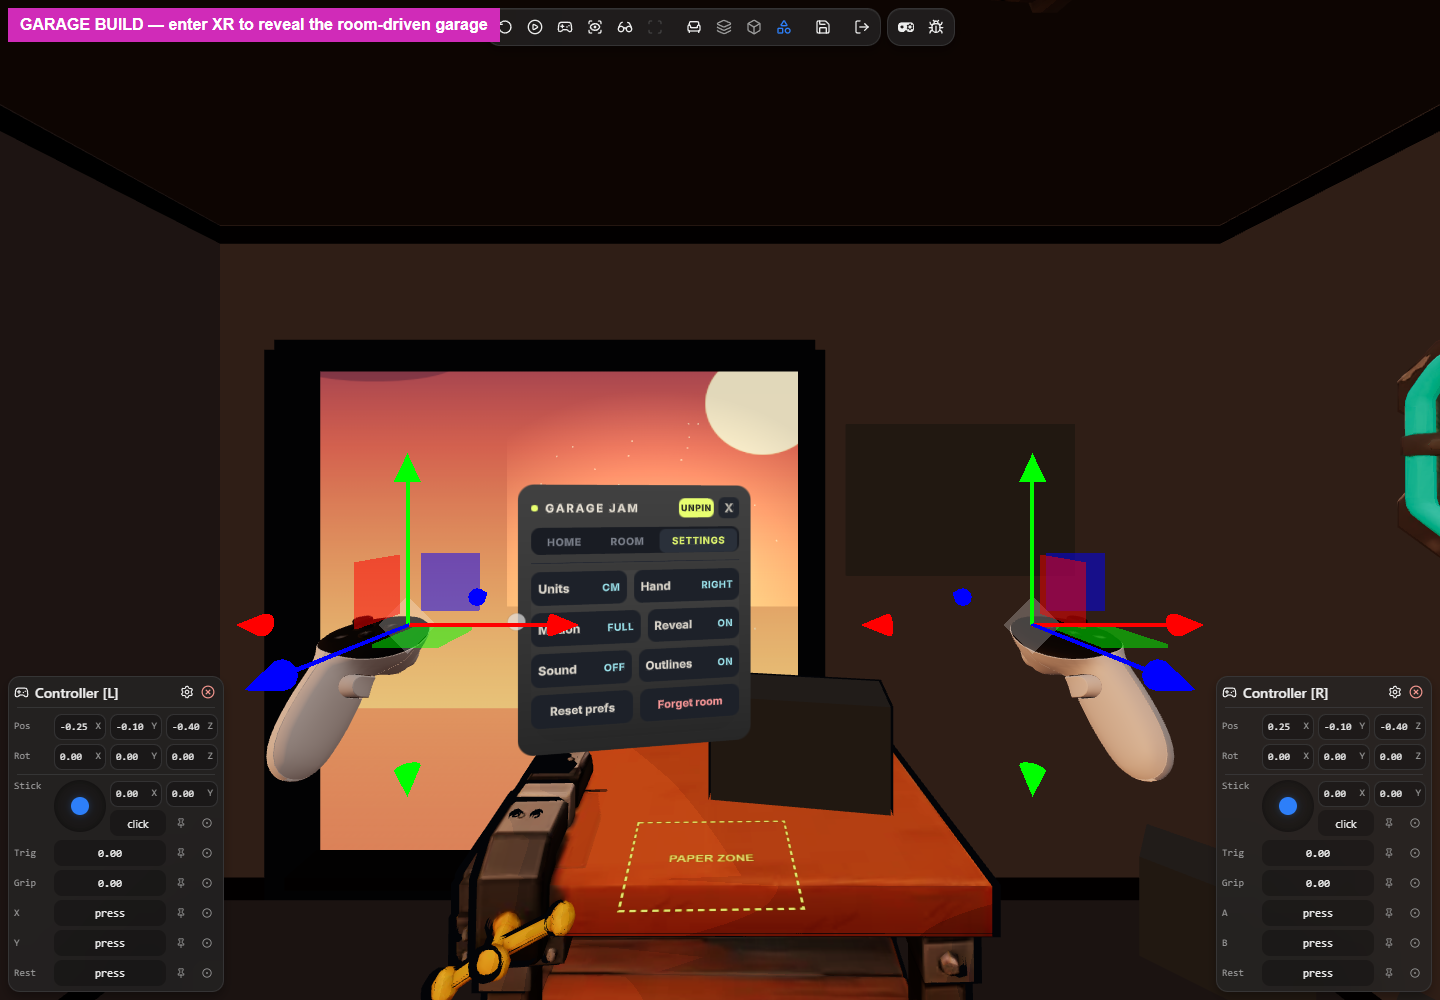 GARAGE BUILD — enter XR to reveal the room-driven garage
GARAGE JAM UNPIN X
HOME ROOM SETTINGS
Units CM Hand RIGHT
FULL Reveal ON
Sound OFF Outlines ON
Reset prefs Forget room
PAPER ZONE
Controller [L]
Pos -0.25 X -0.10 Y -0.40 Z
Rot 0.00 X 0.00 Y 0.00 Z
Stick 0.00 X 0.00 Y
click
Trig 0.00
Grip 0.00
X press
Y press
Rest press
Controller [R]
Pos 0.25 X -0.10 Y -0.40 Z
Rot 0.00 X 0.00 Y 0.00 Z
Stick 0.00 X 0.00 Y
click
Trig 0.00
Grip 0.00
A press
B press
Rest press